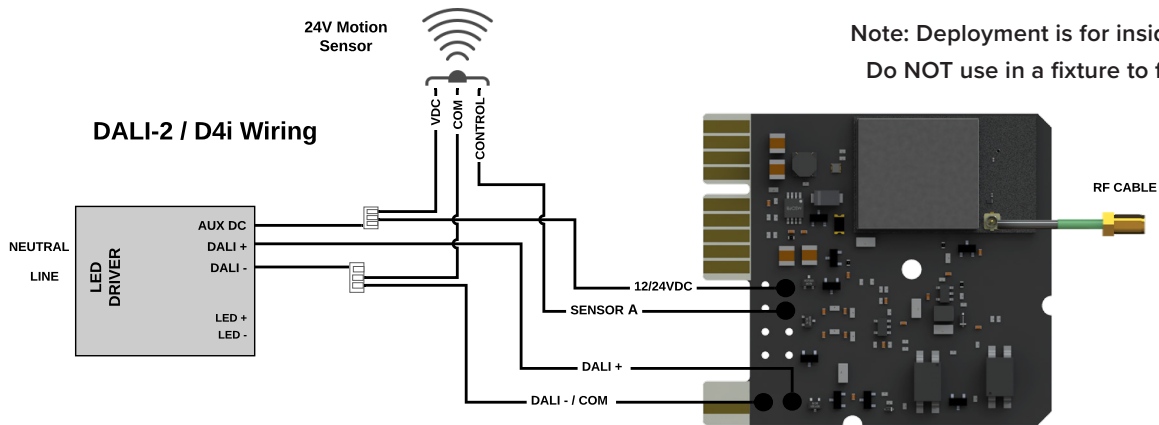 24V Motion
Sensor
Note: Deployment is for insid
Do NOT use in a fixture to f
DALI-2 / D4i Wiring
VDC
COM
CONTROL
RF CABLE
NEUTRAL
LINE
LED
DRIVER
AUX DC
DALI +
DALI -
LED +
LED -
12/24VDC
SENSOR A
DALI +
DALI - / COM